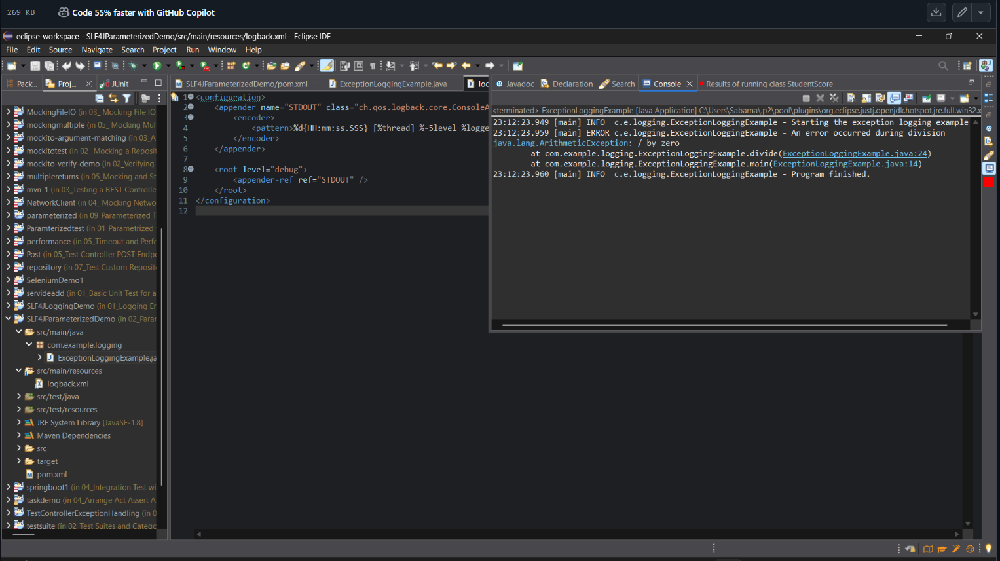 269 KB
Code 55% faster with GitHub Copilot
eclipse-workspace - SLF4JParameterizedDemo/src/main/resources/logback.xml - Eclipse IDE
File Edit Source Navigate Search Project Run Window Help
Pack... Proj... JUnit
MockingFileIO (in 03_ Mocking File IO
mockingmultiple (in 05_ Mocking Mul
mockito-argument-matching (in 03_A
mockitotest (in 02_ Mocking a Reposit
mockito-verify-demo (in 02_Verifying
multiplereturns (in 05_Mocking and St
mvn-1 (in 03_Testing a REST Controlle
NetworkClient (in 04_ Mocking Netwo
parameterized (in 09_Parameterized T
Paramterizedtest (in 01_Parametrized
performance (in 05_Timeout and Perfo
Post (in 05_Test Controller POST Endpo
repository (in 07_Test Custom Reposit
SeleniumDemo1
servideadd (in 01_Basic Unit Test for a
SLF4JLoggingDemo (in 01_Logging Er
SLF4JParameterizedDemo (in 02_Parar
src/main/java
com.example.logging
ExceptionLoggingExample.ja
src/main/resources
logback.xml
src/test/java
src/test/resources
JRE System Library [JavaSE-1.8]
Maven Dependencies
src
target
pom.xml
springboot1 (in 04_Integration Test wi
taskdemo (in 04_Arrange Act Assert A
TestControllerExceptionHandling (in 0
testsuite (in 02_Test Suites and Catego
SLF4JParameterizedDemo/pom.xml ExceptionLoggingExample.java log
1 <configuration>
2 <appender name="STDOUT" class="ch.qos.logback.core.ConsoleA
3 <encoder>
4 <pattern>%d{HH:mm:ss.SSS} [%thread] %-5level %logge
5 </encoder>
6 </appender>
7
8 <root level="debug">
9 <appender-ref ref="STDOUT" />
10 </root>
11 </configuration>
12
Javadoc Declaration Search Console Results of running class StudentScore
<terminated> ExceptionLoggingExample [Java Application] C:\Users\Sabarna\.p2\pool\plugins\org.eclipse.justj.openjdk.hotspot.jre.full.win32.x
23:12:23.949 [main] INFO c.e.logging.ExceptionLoggingExample - Starting the exception logging example
23:12:23.959 [main] ERROR c.e.logging.ExceptionLoggingExample - An error occurred during division
java.lang.ArithmeticException: / by zero
at com.example.logging.ExceptionLoggingExample.divide(ExceptionLoggingExample.java:24)
at com.example.logging.ExceptionLoggingExample.main(ExceptionLoggingExample.java:14)
23:12:23.960 [main] INFO c.e.logging.ExceptionLoggingExample - Program finished.